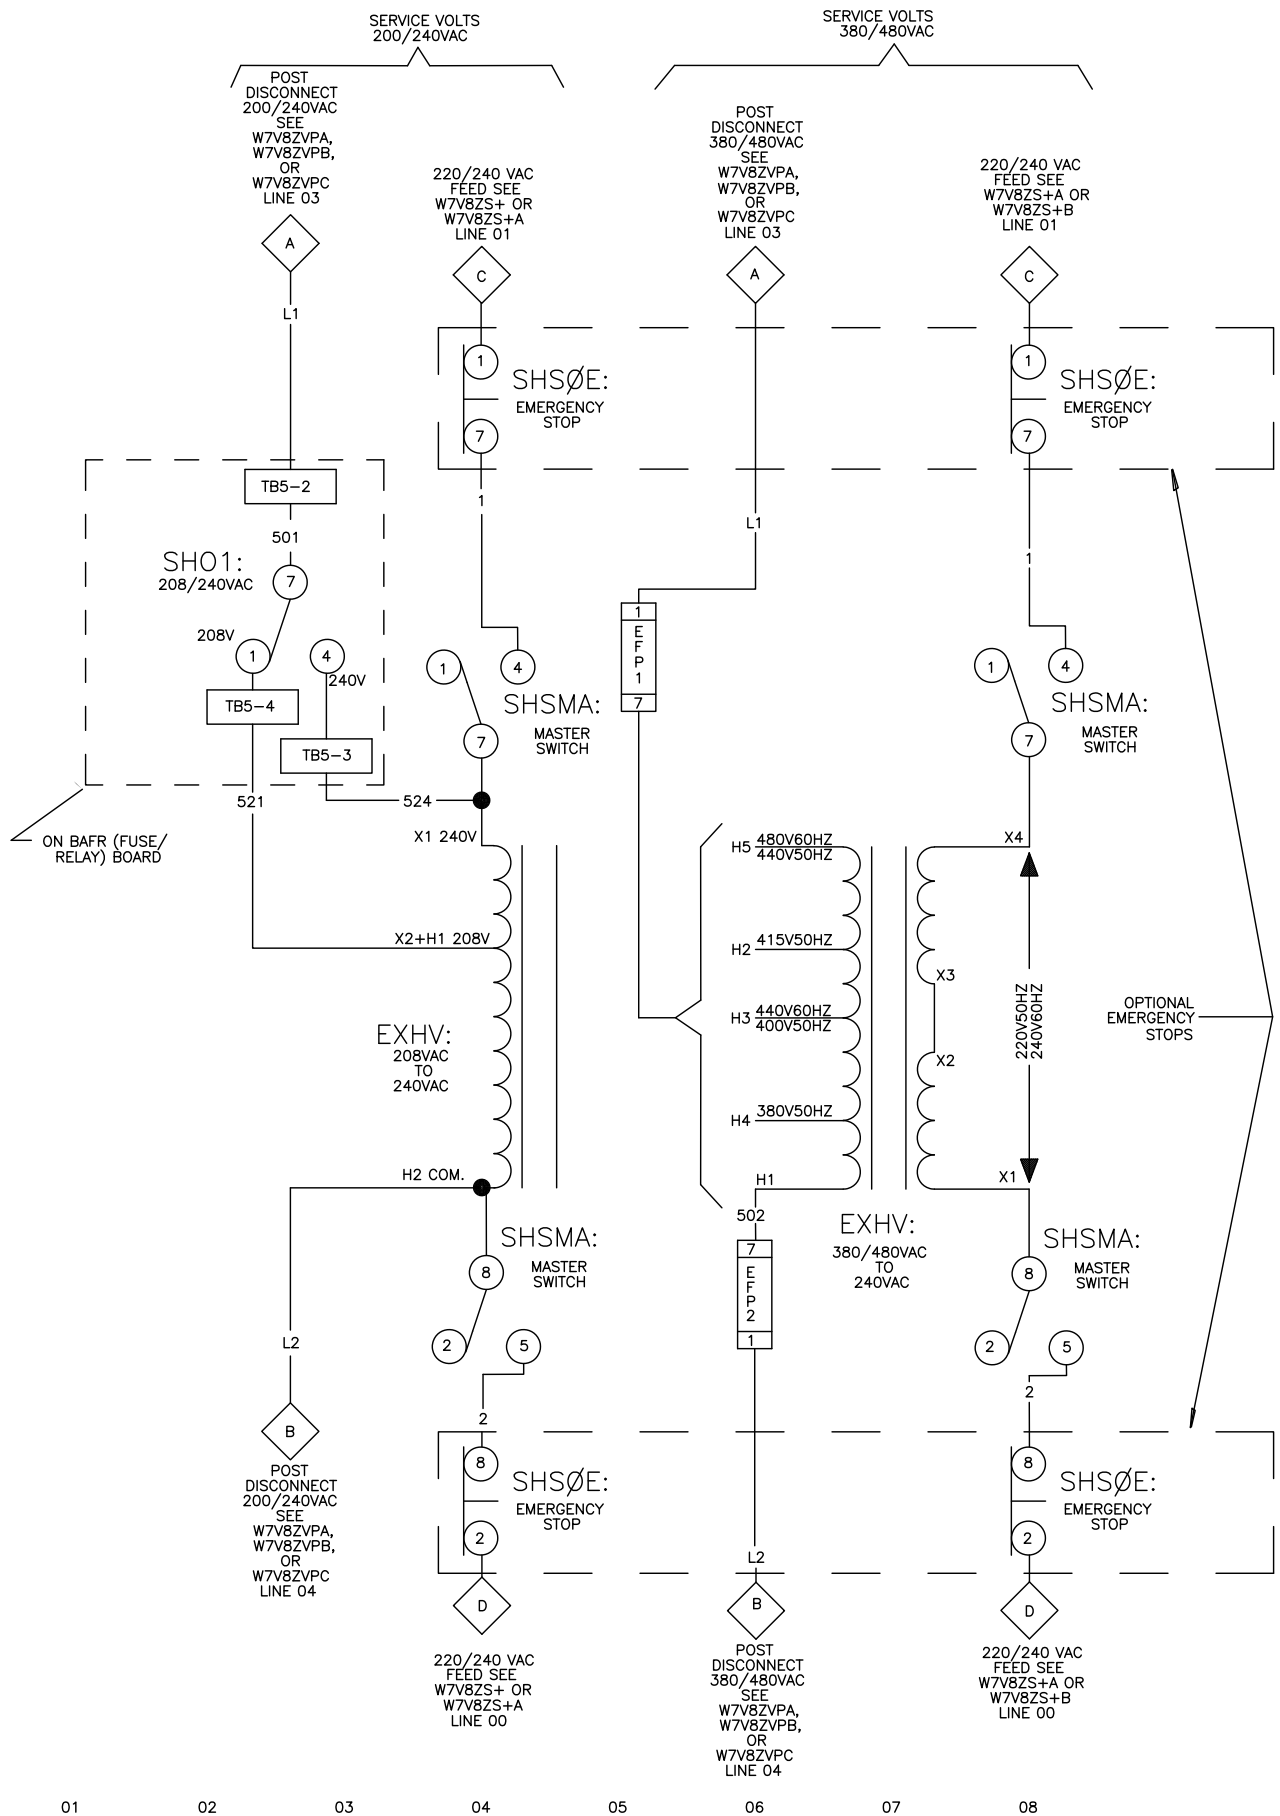 SERVICE VOLTS
200/240VAC
SERVICE VOLTS
380/480VAC
POST
DISCONNECT
200/240VAC
SEE
W7V8ZVPA,
W7V8ZVPB,
OR
W7V8ZVPC
LINE 03
A
L1
220/240 VAC
FEED SEE
W7V8ZS+ OR
W7V8ZS+A
LINE 01
C
POST
DISCONNECT
380/480VAC
SEE
W7V8ZVPA,
W7V8ZVPB,
OR
W7V8ZVPC
LINE 03
A
220/240 VAC
FEED SEE
W7V8ZS+A OR
W7V8ZS+B
LINE 01
C
1
SHSØE:
EMERGENCY
STOP
7
1
1
SHSØE:
EMERGENCY
STOP
7
1
L1
TB5-2
501
SHO1:
208/240VAC
7
208V
1
4
240V
TB5-4
TB5-3
521
524
ON BAFR (FUSE/
RELAY) BOARD
1
4
SHSMA:
MASTER
SWITCH
7
1
E
F
P
1
7
1
4
SHSMA:
MASTER
SWITCH
7
X1 240V
X2+H1 208V
EXHV:
208VAC
TO
240VAC
H2 COM.
H5
480V60HZ
440V50HZ
H2
415V50HZ
H3
440V60HZ
400V50HZ
H4
380V50HZ
H1
X4
X3
X2
X1
220V50HZ
240V60HZ
OPTIONAL
EMERGENCY
STOPS
502
7
E
F
P
2
1
EXHV:
380/480VAC
TO
240VAC
SHSMA:
MASTER
SWITCH
8
2
5
2
SHSMA:
MASTER
SWITCH
8
2
5
2
L2
B
POST
DISCONNECT
200/240VAC
SEE
W7V8ZVPA,
W7V8ZVPB,
OR
W7V8ZVPC
LINE 04
8
SHSØE:
EMERGENCY
STOP
2
D
220/240 VAC
FEED SEE
W7V8ZS+ OR
W7V8ZS+A
LINE 00
L2
B
POST
DISCONNECT
380/480VAC
SEE
W7V8ZVPA,
W7V8ZVPB,
OR
W7V8ZVPC
LINE 04
8
SHSØE:
EMERGENCY
STOP
2
D
220/240 VAC
FEED SEE
W7V8ZS+A OR
W7V8ZS+B
LINE 00
01 02 03 04 05 06 07 08